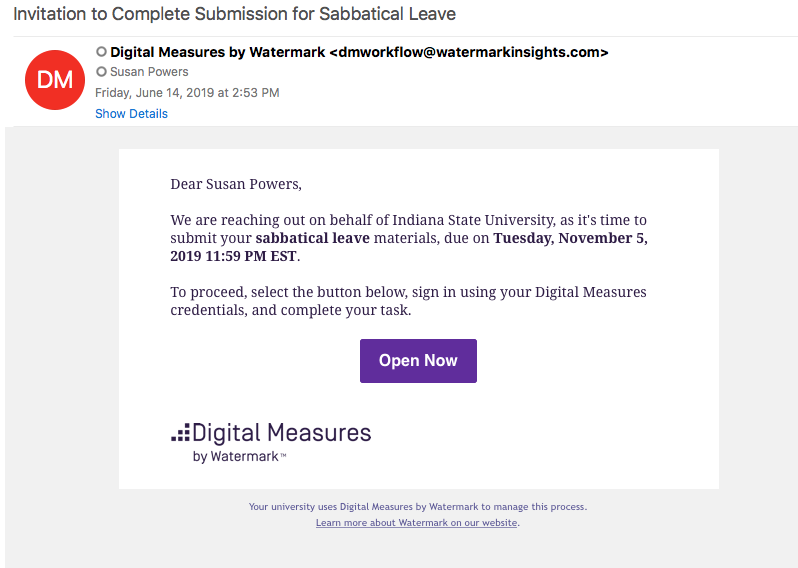 Invitation to Complete Submission for Sabbatical Leave
DM
Digital Measures by Watermark <dmworkflow@watermarkinsights.com>
Susan Powers
Friday, June 14, 2019 at 2:53 PM
Show Details
Dear Susan Powers,
We are reaching out on behalf of Indiana State University, as it's time to
submit your sabbatical leave materials, due on Tuesday, November 5,
2019 11:59 PM EST.
To proceed, select the button below, sign in using your Digital Measures
credentials, and complete your task.
Open Now
Digital Measures
by Watermark™
Your university uses Digital Measures by Watermark to manage this process.
Learn more about Watermark on our website.